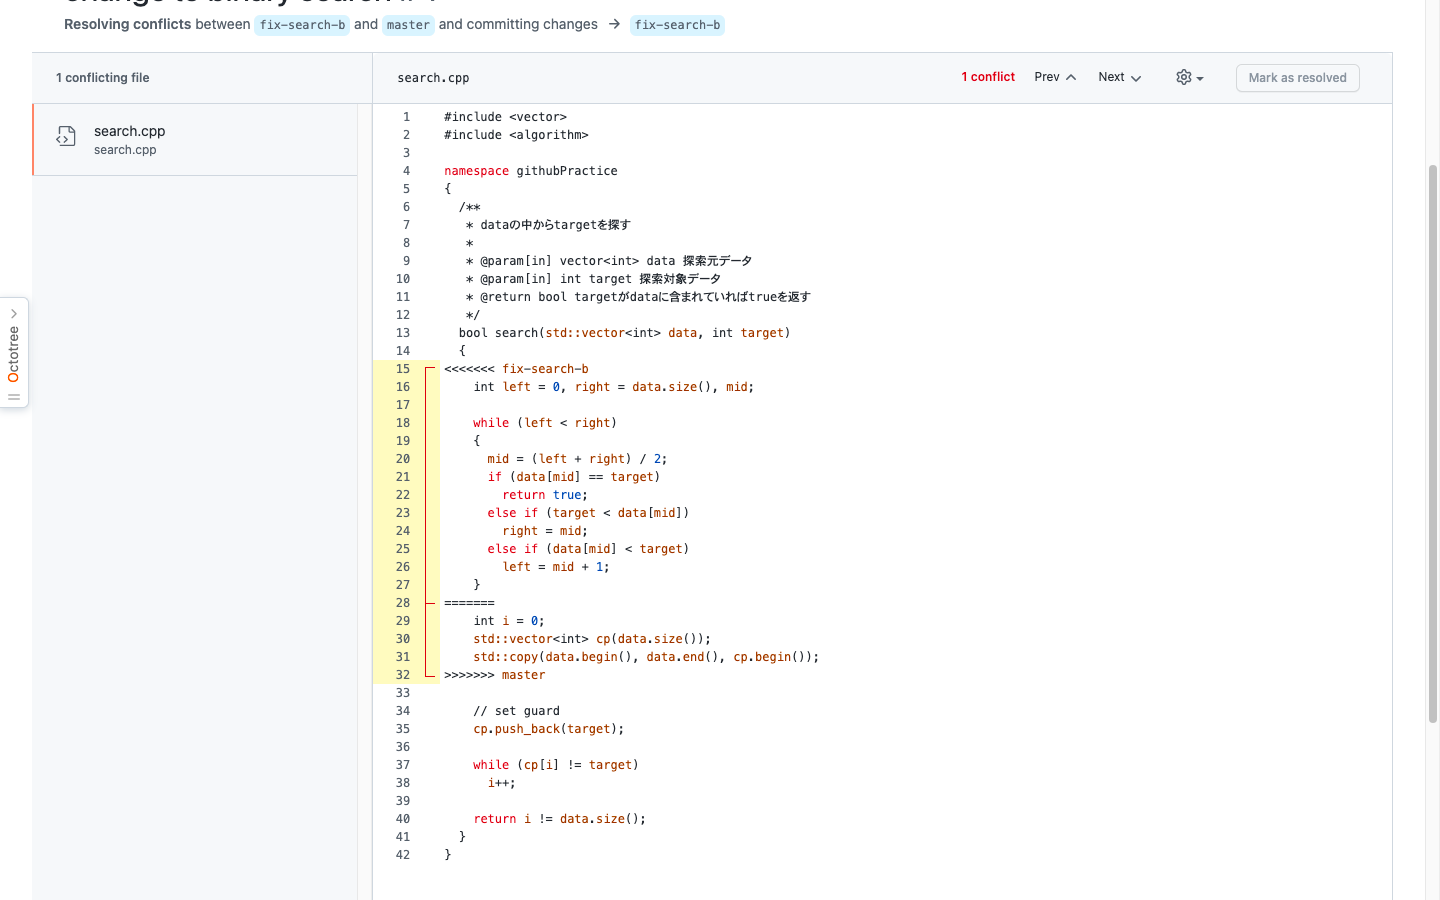 Resolving conflicts between fix-search-b and master and committing changes → fix-search-b
1 conflicting file
search.cpp
1 conflict
Prev
Next
Mark as resolved
search.cpp
search.cpp
Octotree
1 #include <vector>
2 #include <algorithm>
3
4 namespace githubPractice
5 {
6 /**
7 * dataの中からtargetを探す
8 *
9 * @param[in] vector<int> data 探索元データ
10 * @param[in] int target 探索対象データ
11 * @return bool targetがdataに含まれていればtrueを返す
12 */
13 bool search(std::vector<int> data, int target)
14 {
15 <<<<<<< fix-search-b
16 int left = 0, right = data.size(), mid;
17
18 while (left < right)
19 {
20 mid = (left + right) / 2;
21 if (data[mid] == target)
22 return true;
23 else if (target < data[mid])
24 right = mid;
25 else if (data[mid] < target)
26 left = mid + 1;
27 }
28 =======
29 int i = 0;
30 std::vector<int> cp(data.size());
31 std::copy(data.begin(), data.end(), cp.begin());
32 >>>>>>> master
33
34 // set guard
35 cp.push_back(target);
36
37 while (cp[i] != target)
38 i++;
39
40 return i != data.size();
41 }
42 }